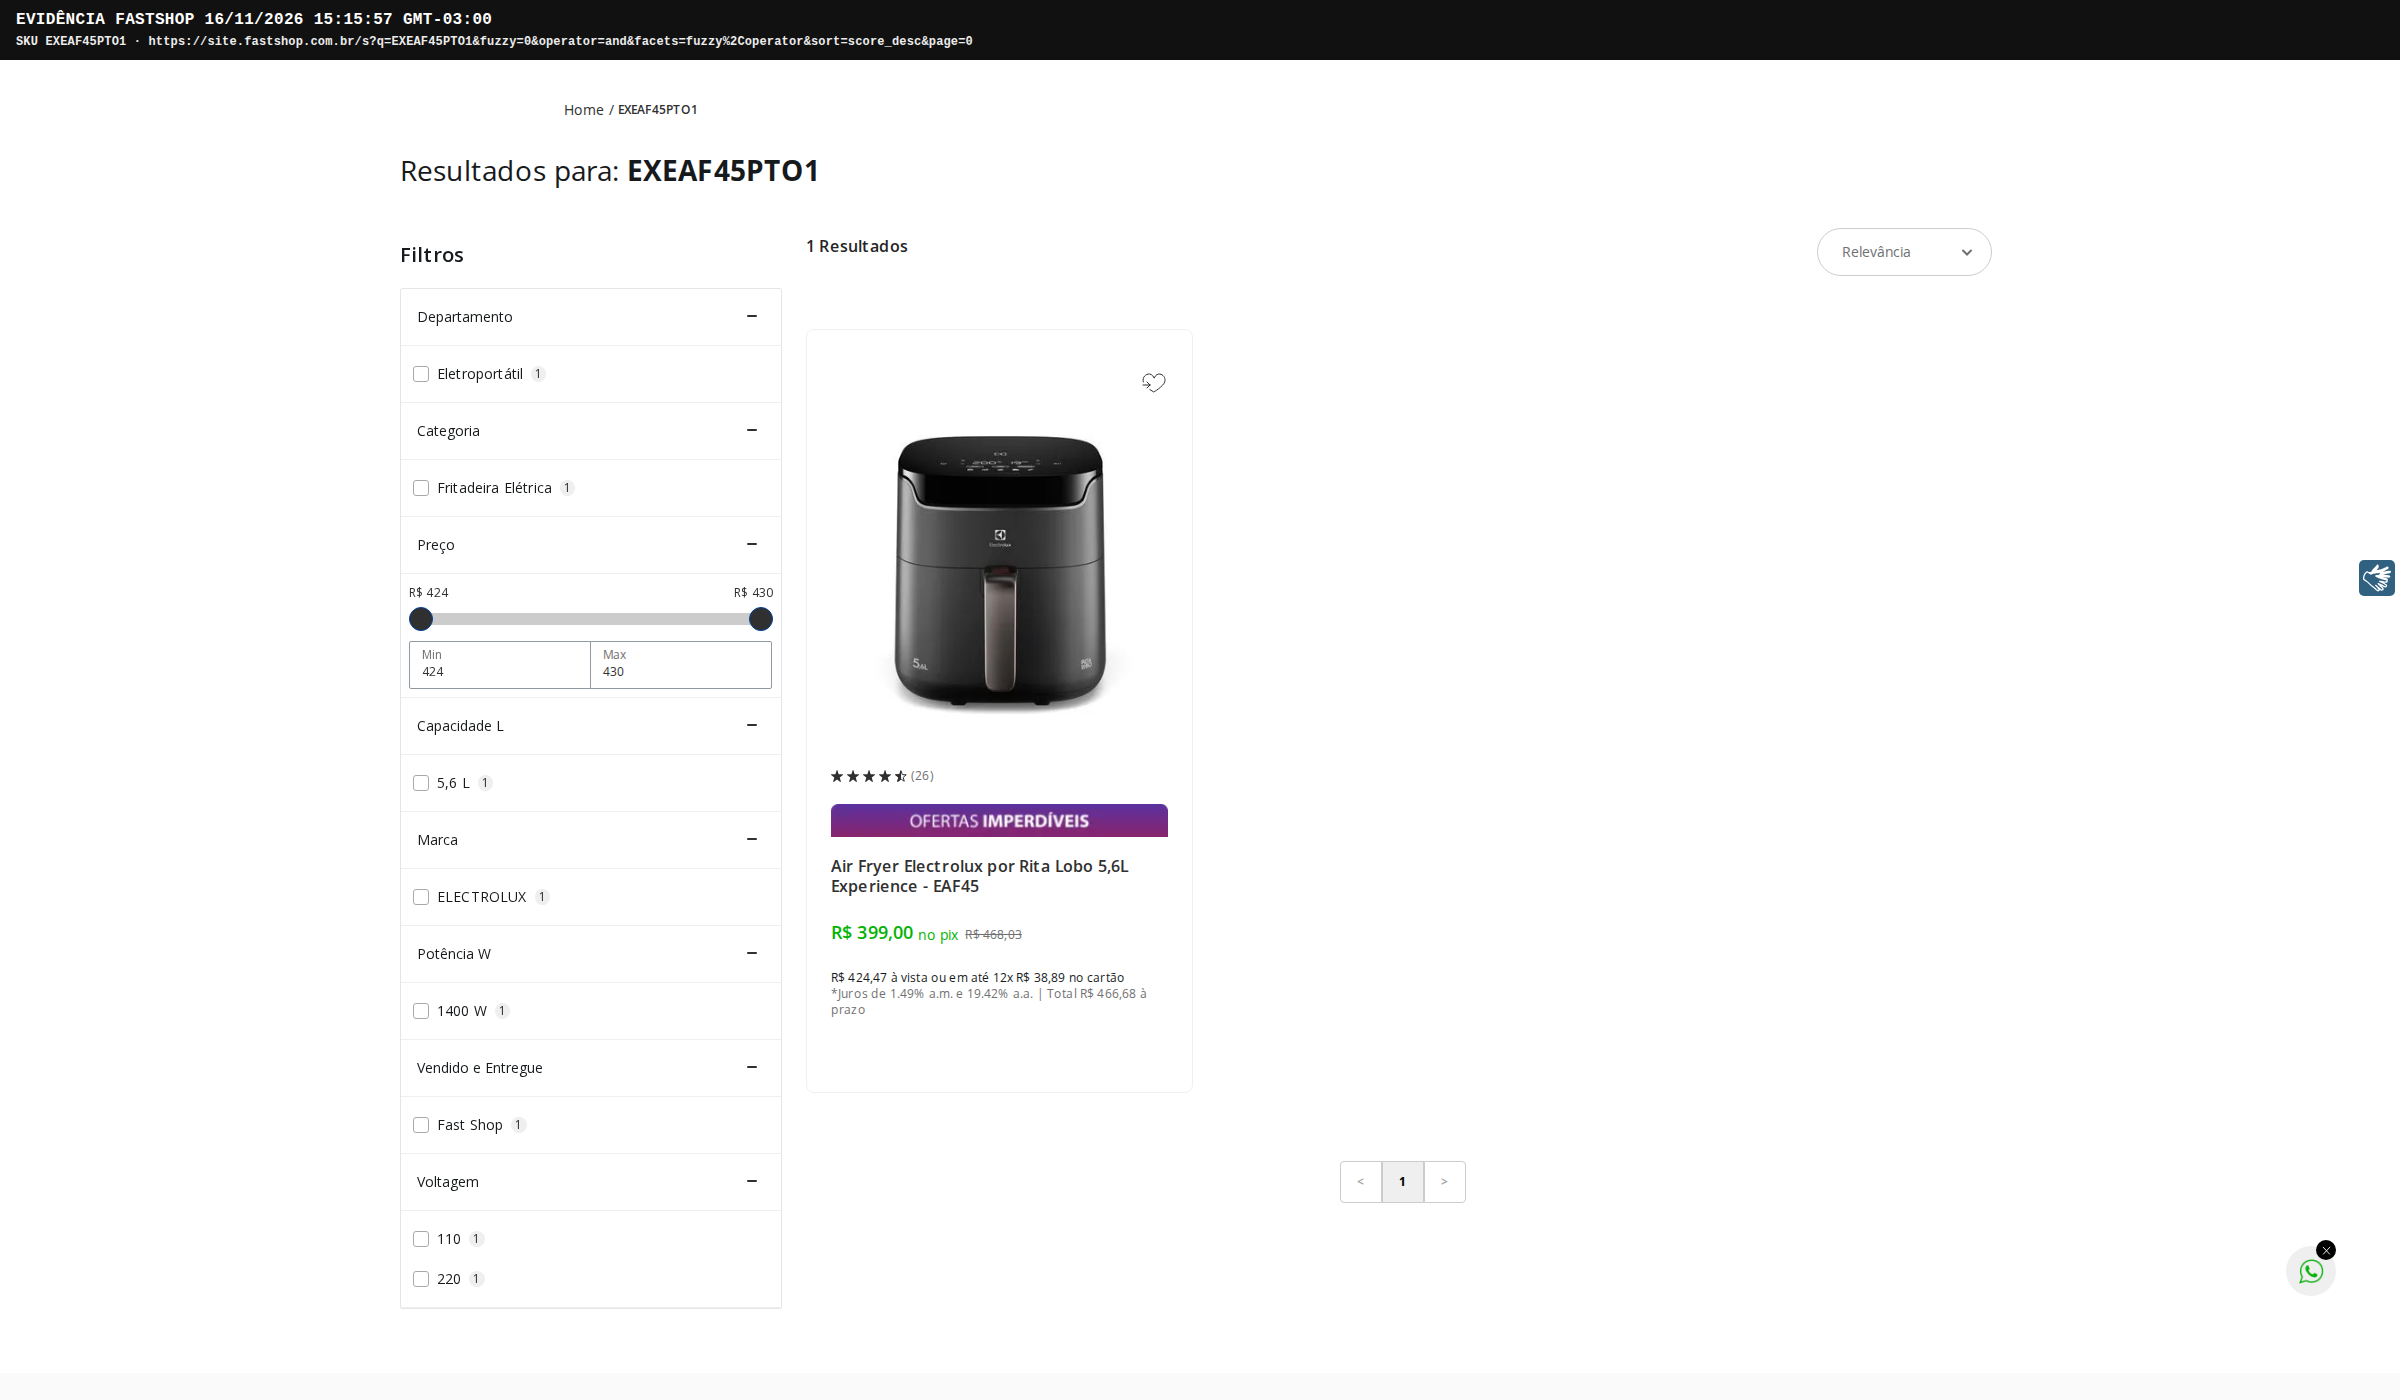 EVIDÊNCIA FASTSHOP 16/11/2026 15:15:57 GMT-03:00
SKU EXEAF45PTO1 · https://site.fastshop.com.br/s?q=EXEAF45PTO1&fuzzy=0&operator=and&facets=fuzzy%2Coperator&sort=score_desc&page=0
Home / EXEAF45PTO1
Resultados para: EXEAF45PTO1
Filtros
1 Resultados
Relevância
Departamento
Eletroportátil 1
Categoria
Fritadeira Elétrica 1
Preço
R$ 424
R$ 430
Min
424
Max
430
Capacidade L
5,6 L 1
Marca
ELECTROLUX 1
Potência W
1400 W 1
Vendido e Entregue
Fast Shop 1
Voltagem
110 1
220 1
Electrolux
5,6L
(26)
OFERTAS IMPERDÍVEIS
Air Fryer Electrolux por Rita Lobo 5,6L
Experience - EAF45
R$ 399,00 no pix R$ 468,03
R$ 424,47 à vista ou em até 12x R$ 38,89 no cartão
*Juros de 1.49% a.m. e 19.42% a.a. | Total R$ 466,68 à
prazo
< 1 >